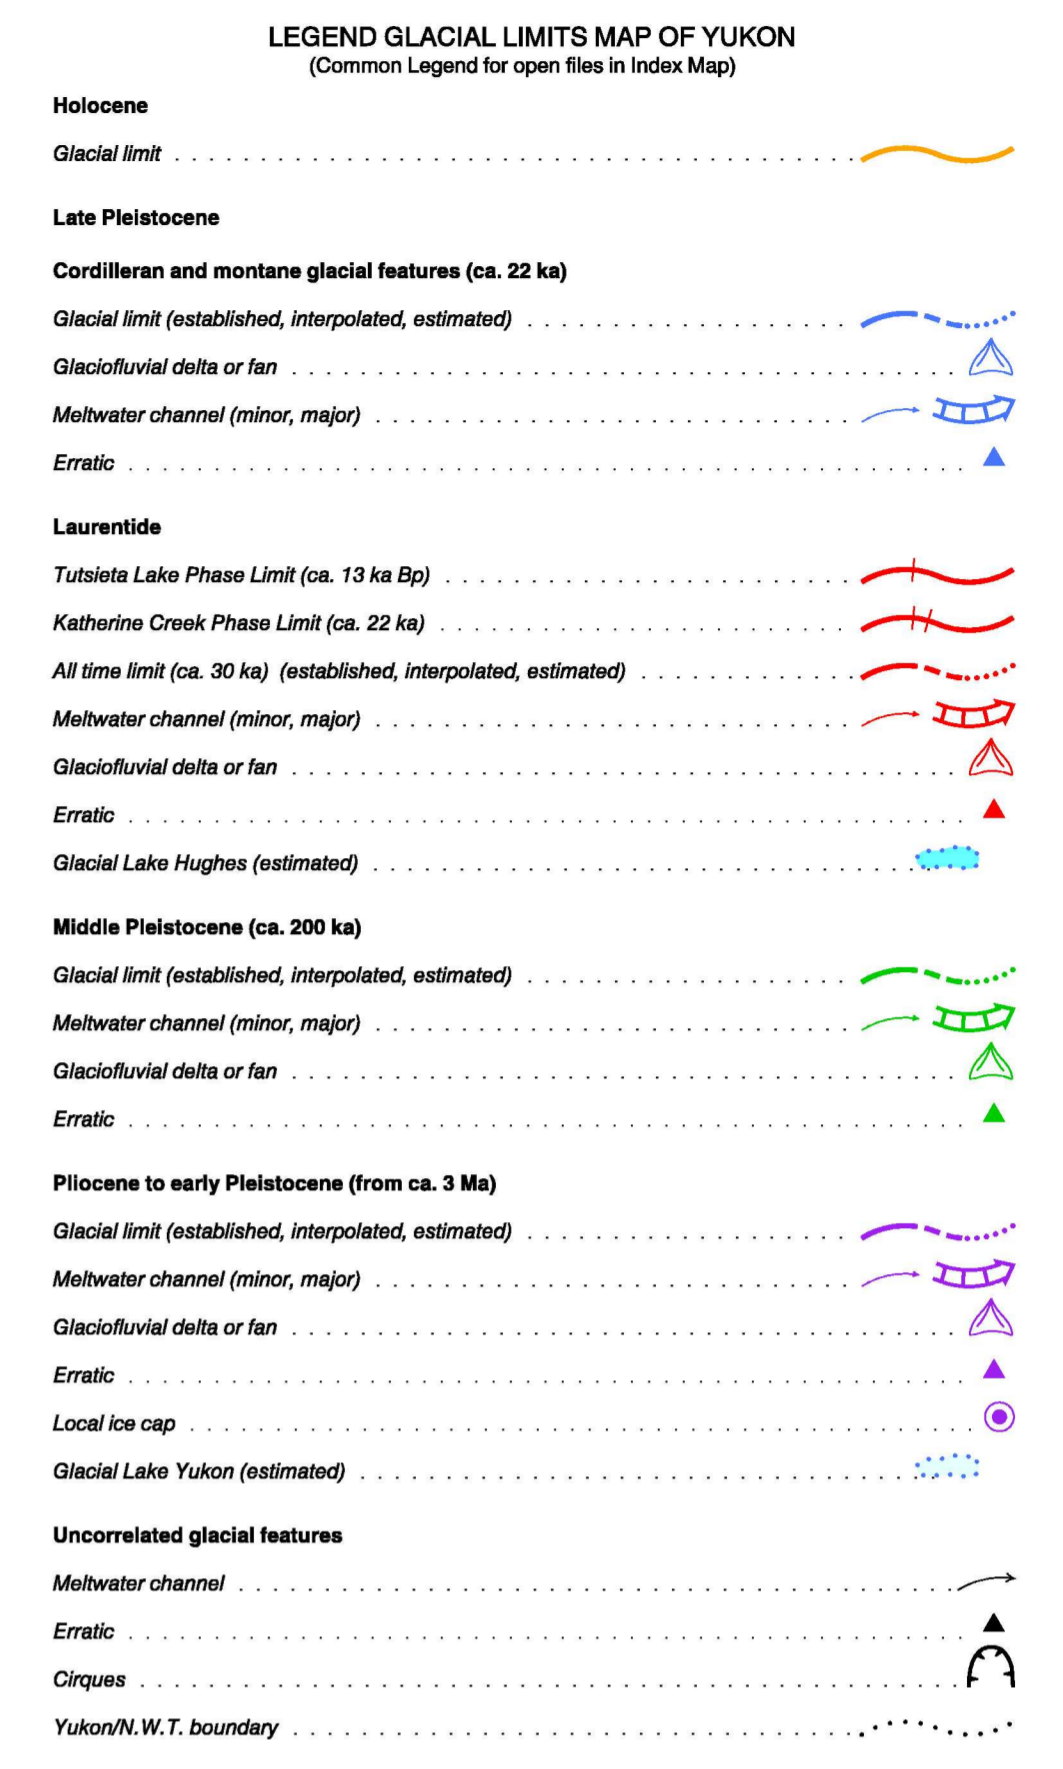 LEGEND GLACIAL LIMITS MAP OF YUKON
(Common Legend for open files in Index Map)
Holocene
Glacial limit
Late Pleistocene
Cordilleran and montane glacial features (ca. 22 ka)
Glacial limit (established, interpolated, estimated)
Glaciofluvial delta or fan
Meltwater channel (minor, major)
Erratic
Laurentide
Tutsieta Lake Phase Limit (ca. 13 ka Bp)
Katherine Creek Phase Limit (ca. 22 ka)
All time limit (ca. 30 ka) (established, interpolated, estimated)
Meltwater channel (minor, major)
Glaciofluvial delta or fan
Erratic
Glacial Lake Hughes (estimated)
Middle Pleistocene (ca. 200 ka)
Glacial limit (established, interpolated, estimated)
Meltwater channel (minor, major)
Glaciofluvial delta or fan
Erratic
Pliocene to early Pleistocene (from ca. 3 Ma)
Glacial limit (established, interpolated, estimated)
Meltwater channel (minor, major)
Glaciofluvial delta or fan
Erratic
Local ice cap
Glacial Lake Yukon (estimated)
Uncorrelated glacial features
Meltwater channel
Erratic
Cirques
Yukon/N.W.T. boundary